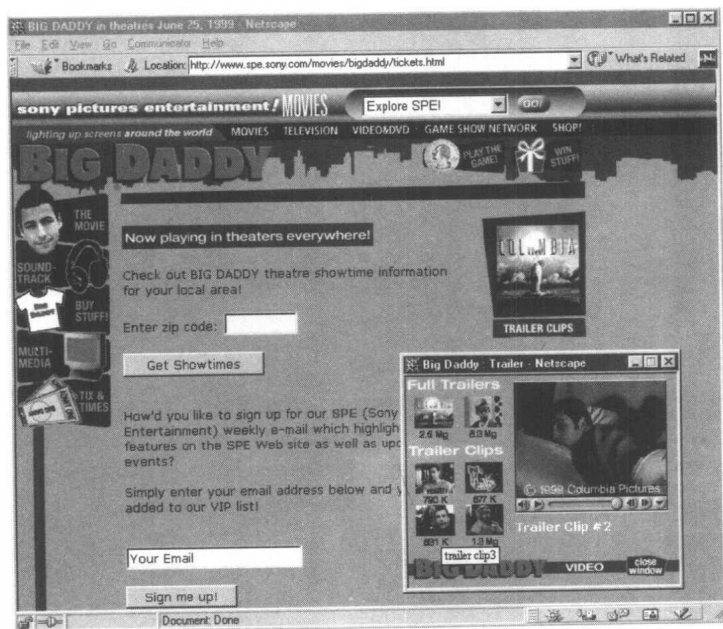 BIG DADDY in theatres June 25, 1999 - Netscape
File Edit View Go Communicator Help
Bookmarks Location: http://www.spe.sony.com/movies/bigdaddy/tickets.html What's Related
sony pictures entertainment! MOVIES Explore SPE! GO!
lighting up screens around the world MOVIES TELEVISION VIDEO&DVD GAME SHOW NETWORK SHOP!
BIG DADDY PLAY THE GAME! WIN STUFF!
THE MOVIE
Now playing in theaters everywhere!
SOUND-
TRACK
Check out BIG DADDY theatre showtime information
for your local area!
COLUMBIA
BUY
STUFF!
Enter zip code:
TRAILER CLIPS
MULTI-
MEDIA
Get Showtimes
TIX &
TIMES
How'd you like to sign up for our SPE (Sony
Entertainment) weekly e-mail which highligh
features on the SPE Web site as well as upc
events?
Simply enter your email address below and y
added to our VIP list!
Your Email
Sign me up!
Big Daddy : Trailer - Netscape
Full Trailers
2.6 Mg 8.3 Mg
Trailer Clips
790 K 877 K
© 1999 Columbia Pictures
831 K 1.2 Mg
Trailer Clip #2
trailer clip3
BIG DADDY VIDEO close
window
Document: Done